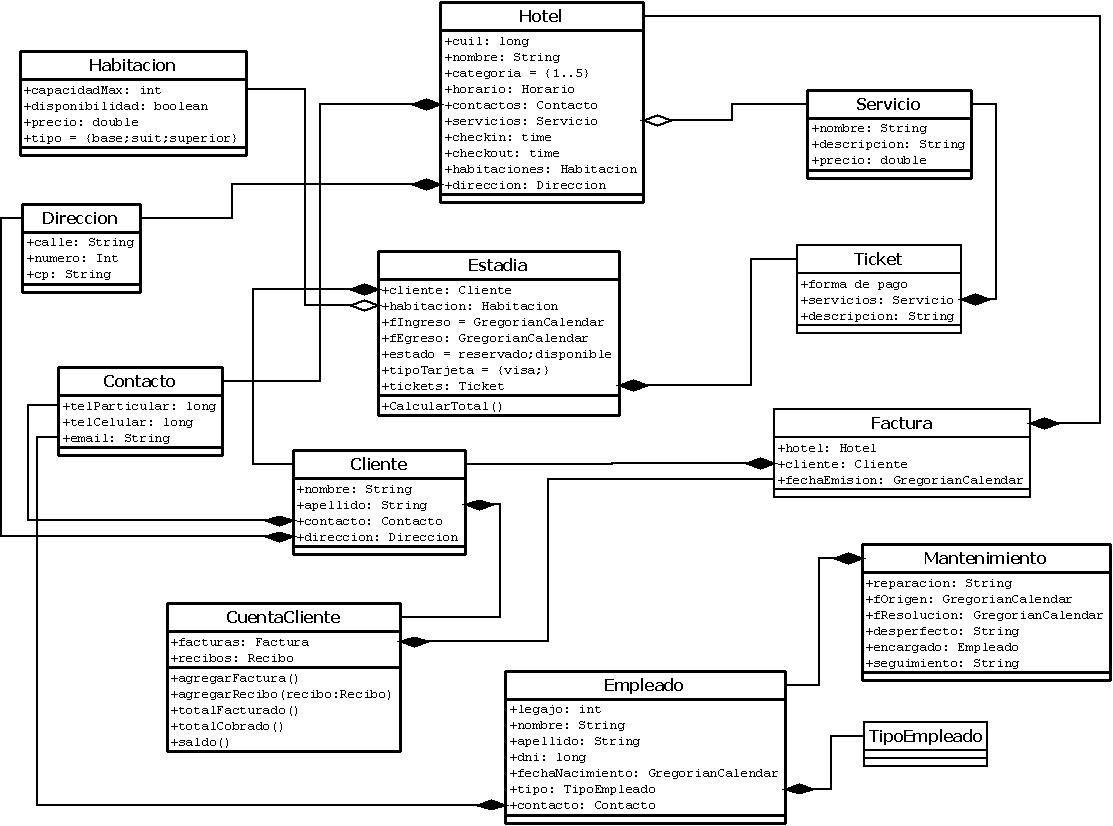 Hotel
+cuil: long
+nombre: String
+categoria = {1..5}
+horario: Horario
+contactos: Contacto
+servicios: Servicio
+checkin: time
+checkout: time
+habitaciones: Habitacion
+direccion: Direccion
Habitacion
+capacidadMax: int
+disponibilidad: boolean
+precio: double
+tipo = {base;suit;superior}
Servicio
+nombre: String
+descripcion: String
+precio: double
Direccion
+calle: String
+numero: Int
+cp: String
Estadia
+cliente: Cliente
+habitacion: Habitacion
+fIngreso = GregorianCalendar
+fEgreso: GregorianCalendar
+estado = reservado;disponible
+tipoTarjeta = {visa;}
+tickets: Ticket
+CalcularTotal()
Ticket
+forma de pago
+servicios: Servicio
+descripcion: String
Contacto
+telParticular: long
+telCelular: long
+email: String
Factura
+hotel: Hotel
+cliente: Cliente
+fechaEmision: GregorianCalendar
Cliente
+nombre: String
+apellido: String
+contacto: Contacto
+direccion: Direccion
Mantenimiento
+reparacion: String
+fOrigen: GregorianCalendar
+fResolucion: GregorianCalendar
+desperfecto: String
+encargado: Empleado
+seguimiento: String
CuentaCliente
+facturas: Factura
+recibos: Recibo
+agregarFactura()
+agregarRecibo(recibo:Recibo)
+totalFacturado()
+totalCobrado()
+saldo()
Empleado
+legajo: int
+nombre: String
+apellido: String
+dni: long
+fechaNacimiento: GregorianCalendar
+tipo: TipoEmpleado
+contacto: Contacto
TipoEmpleado